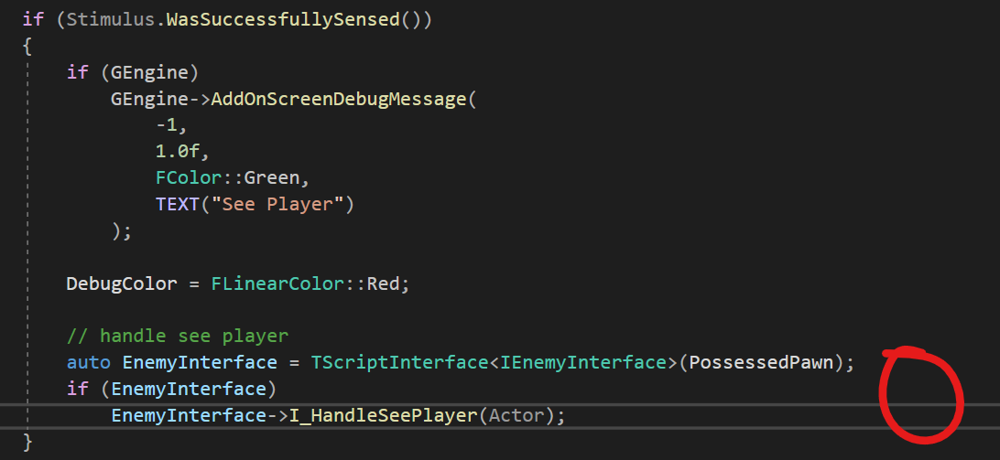 if (Stimulus.WasSuccessfullySensed())
{
if (GEngine)
GEngine->AddOnScreenDebugMessage(
-1,
1.0f,
FColor::Green,
TEXT("See Player")
);
DebugColor = FLinearColor::Red;
// handle see player
auto EnemyInterface = TScriptInterface<IEnemyInterface>(PossessedPawn);
if (EnemyInterface)
EnemyInterface->I_HandleSeePlayer(Actor);
}